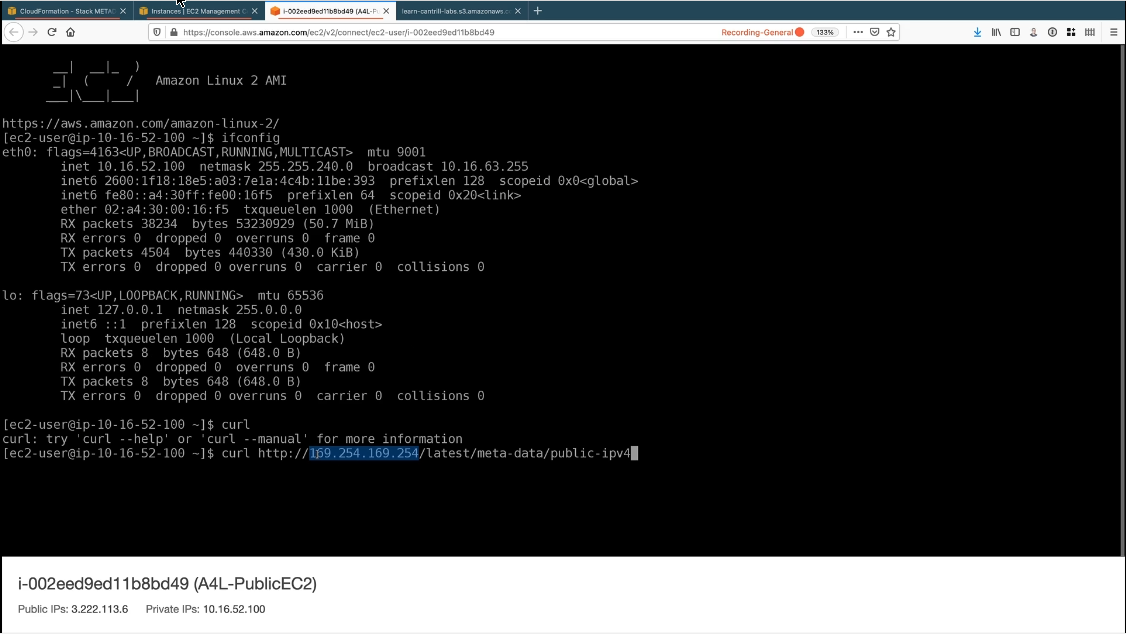 CloudFormation - Stack META
Instances | EC2 Management C
i-002eed9ed11b8bd49 (A4L-P
learn-cantrill-labs.s3.amazonaws.c
https://console.aws.amazon.com/ec2/v2/connect/ec2-user/i-002eed9ed11b8bd49
Recording-General
133%
__|  __|_  )
_|  (     /   Amazon Linux 2 AMI
___|\___|___|
https://aws.amazon.com/amazon-linux-2/
[ec2-user@ip-10-16-52-100 ~]$ ifconfig
eth0: flags=4163<UP,BROADCAST,RUNNING,MULTICAST>  mtu 9001
inet 10.16.52.100  netmask 255.255.240.0  broadcast 10.16.63.255
inet6 2600:1f18:18e5:a03:7e1a:4c4b:11be:393  prefixlen 128  scopeid 0x0<global>
inet6 fe80::a4:30ff:fe00:16f5  prefixlen 64  scopeid 0x20<link>
ether 02:a4:30:00:16:f5  txqueuelen 1000  (Ethernet)
RX packets 38234  bytes 53230929 (50.7 MiB)
RX errors 0  dropped 0  overruns 0  frame 0
TX packets 4504  bytes 440330 (430.0 KiB)
TX errors 0  dropped 0 overruns 0  carrier 0  collisions 0
lo: flags=73<UP,LOOPBACK,RUNNING>  mtu 65536
inet 127.0.0.1  netmask 255.0.0.0
inet6 ::1  prefixlen 128  scopeid 0x10<host>
loop  txqueuelen 1000  (Local Loopback)
RX packets 8  bytes 648 (648.0 B)
RX errors 0  dropped 0  overruns 0  frame 0
TX packets 8  bytes 648 (648.0 B)
TX errors 0  dropped 0 overruns 0  carrier 0  collisions 0
[ec2-user@ip-10-16-52-100 ~]$ curl
curl: try 'curl --help' or 'curl --manual' for more information
[ec2-user@ip-10-16-52-100 ~]$ curl http://169.254.169.254/latest/meta-data/public-ipv4
i-002eed9ed11b8bd49 (A4L-PublicEC2)
Public IPs: 3.222.113.6  Private IPs: 10.16.52.100